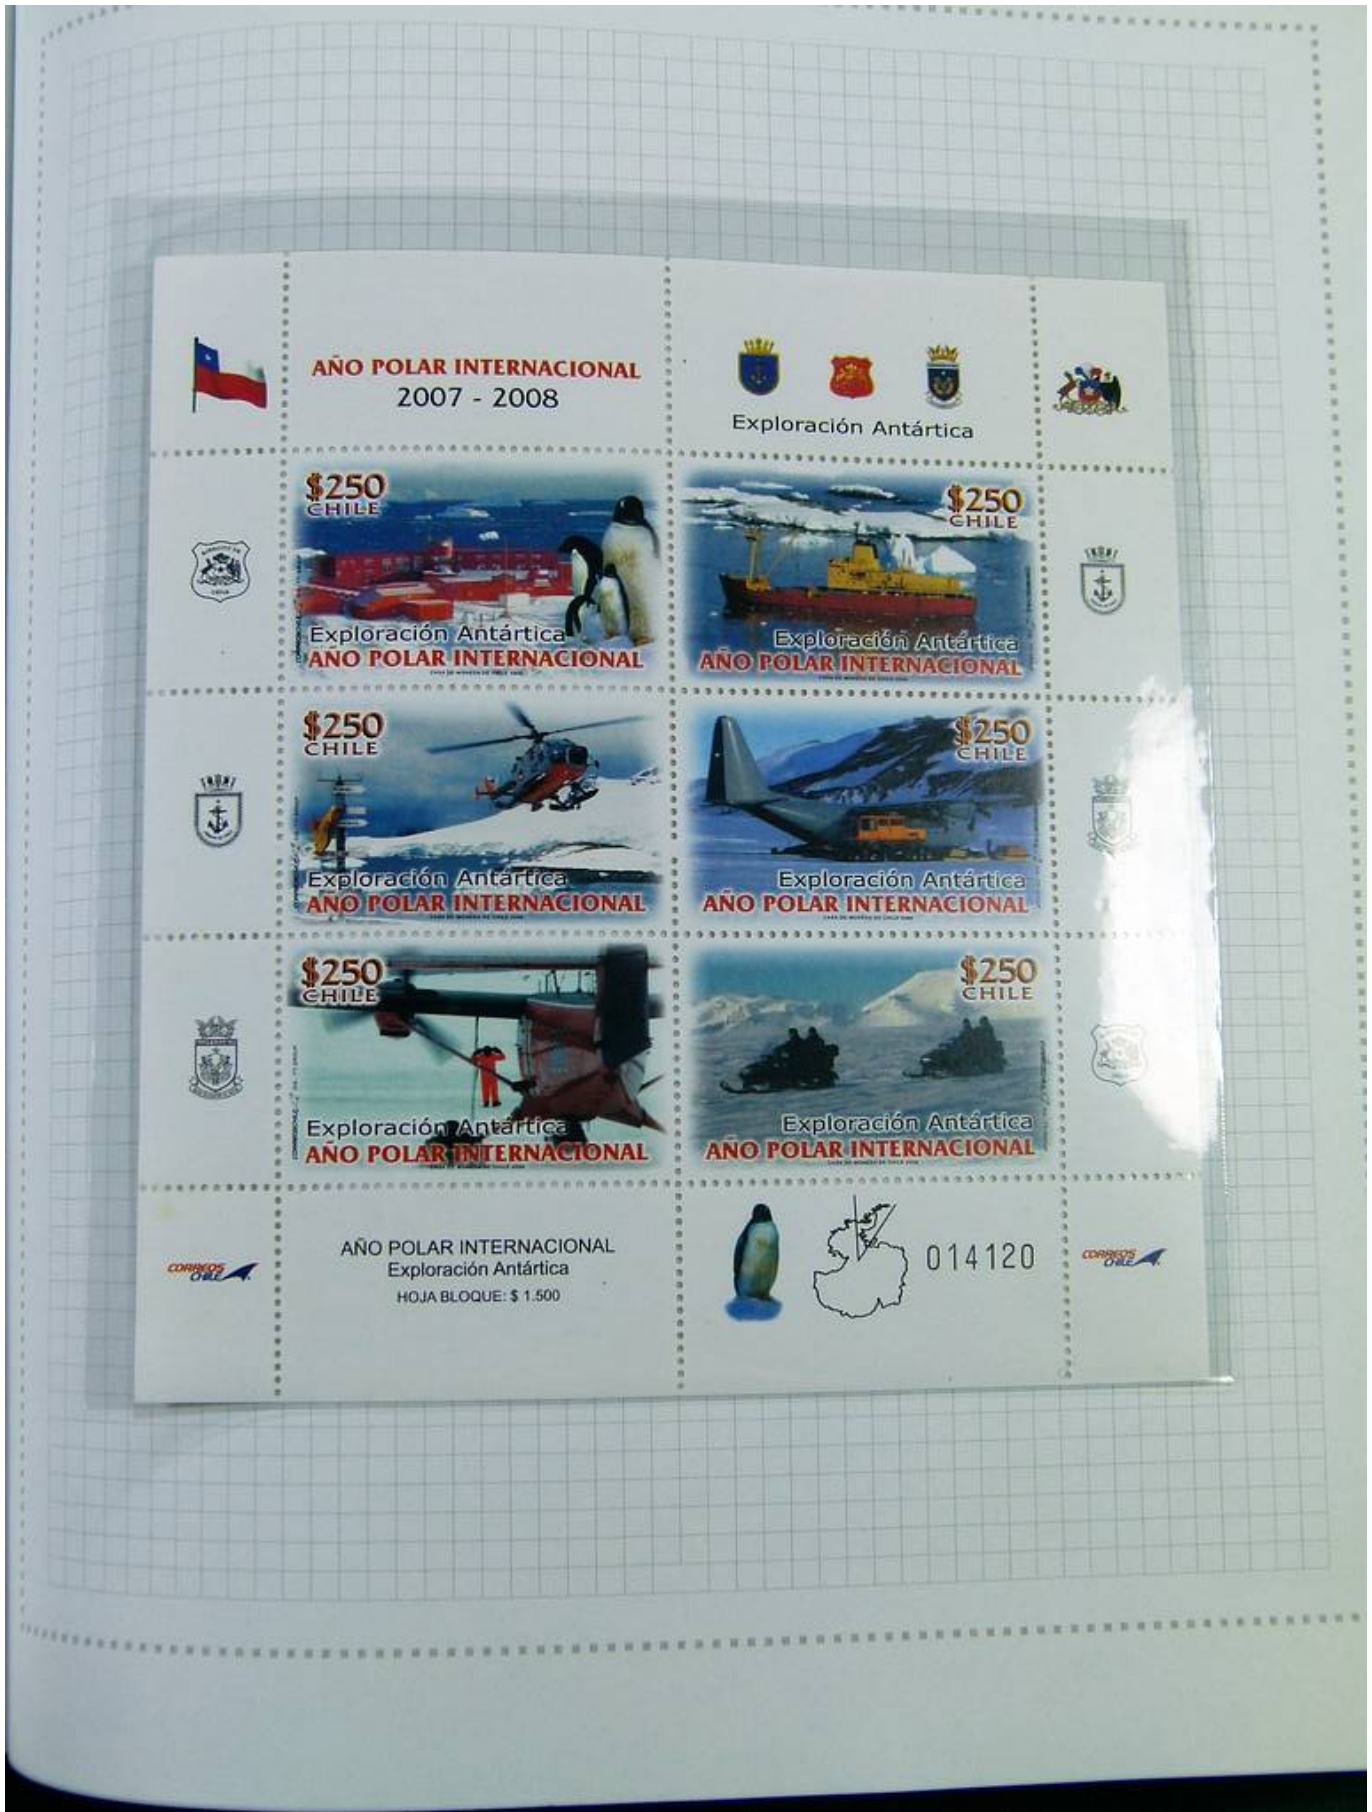 AÑO POLAR INTERNACIONAL
2007 - 2008
Exploración Antártica
$250
CHILE
Exploración Antártica
AÑO POLAR INTERNACIONAL
$250
CHILE
Exploración Antártica
AÑO POLAR INTERNACIONAL
$250
CHILE
Exploración Antártica
AÑO POLAR INTERNACIONAL
$250
CHILE
Exploración Antártica
AÑO POLAR INTERNACIONAL
$250
CHILE
Exploración Antártica
AÑO POLAR INTERNACIONAL
$250
CHILE
Exploración Antártica
AÑO POLAR INTERNACIONAL
CORREOS
CHILE
AÑO POLAR INTERNACIONAL
Exploración Antártica
HOJA BLOQUE: $ 1.500
014120
CORREOS
CHILE